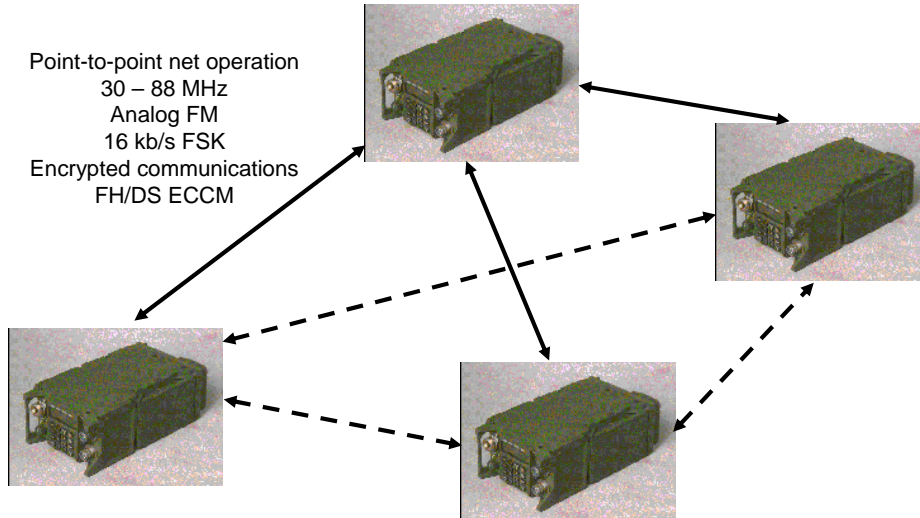 Point-to-point net operation
30 – 88 MHz
Analog FM
16 kb/s FSK
Encrypted communications
FH/DS ECCM